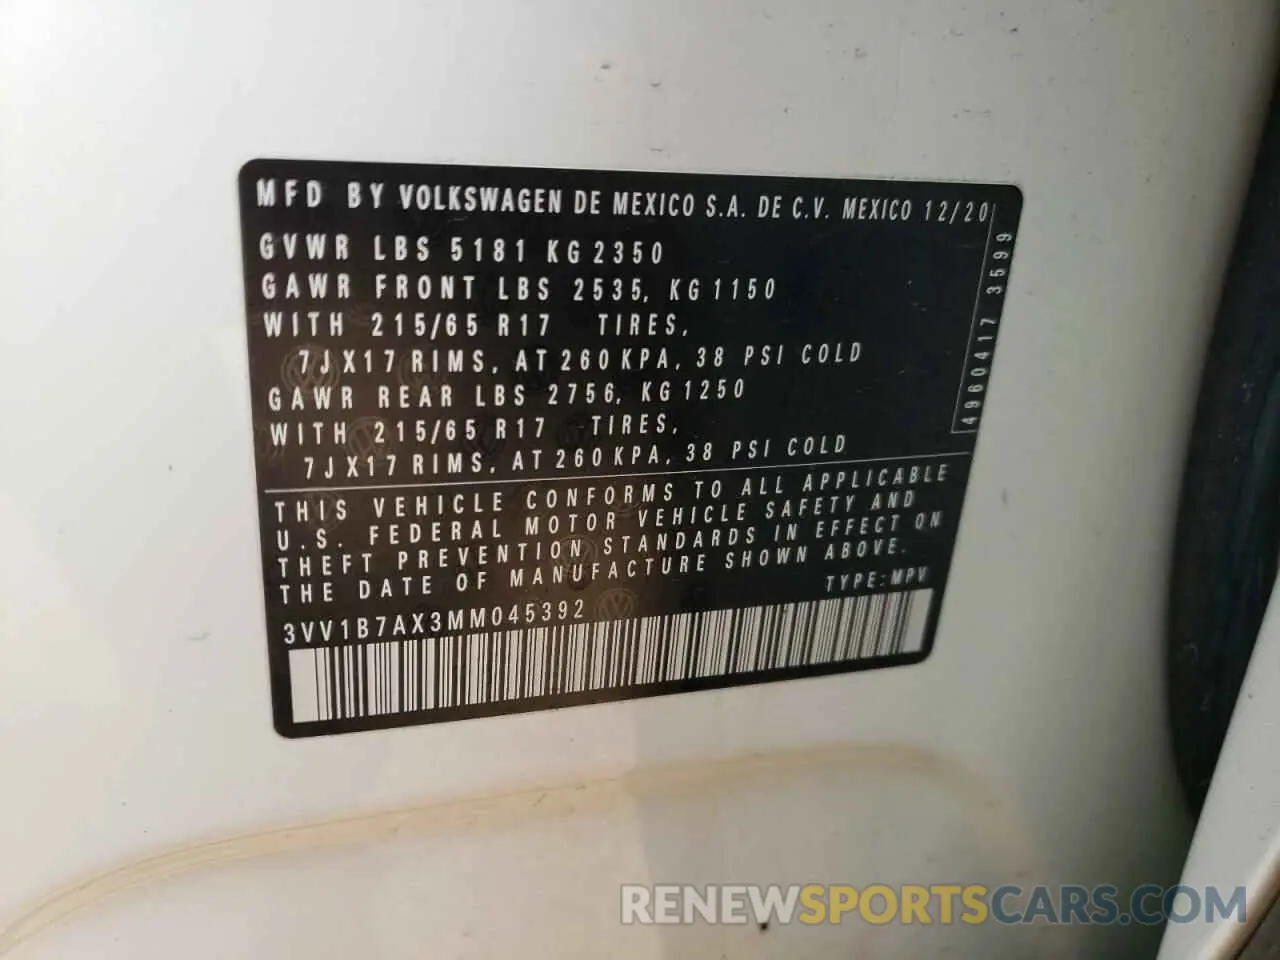 MFD BY VOLKSWAGEN DE MEXICO S.A. DE C.V. MEXICO 12/20
GVWR LBS 5181 KG 2350
GAWR FRONT LBS 2535, KG 1150
WITH 215/65 R17 TIRES,
7JX17 RIMS, AT 260 KPA, 38 PSI COLD
GAWR REAR LBS 2756, KG 1250
WITH 215/65 R17 TIRES,
7JX17 RIMS, AT 260 KPA, 38 PSI COLD
4960417 3599
THIS VEHICLE CONFORMS TO ALL APPLICABLE
U.S. FEDERAL MOTOR VEHICLE SAFETY AND
THEFT PREVENTION STANDARDS IN EFFECT ON
THE DATE OF MANUFACTURE SHOWN ABOVE.
TYPE: MPV
3VV1B7AX3MM045392
RENEWSPORTSCARS.COM